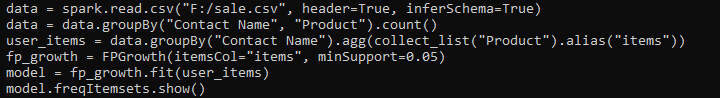 data = spark.read.csv("F:/sale.csv", header=True, inferSchema=True)
data = data.groupBy("Contact Name", "Product").count()
user_items = data.groupBy("Contact Name").agg(collect_list("Product").alias("items"))
fp_growth = FPGrowth(itemsCol="items", minSupport=0.05)
model = fp_growth.fit(user_items)
model.freqItemsets.show()